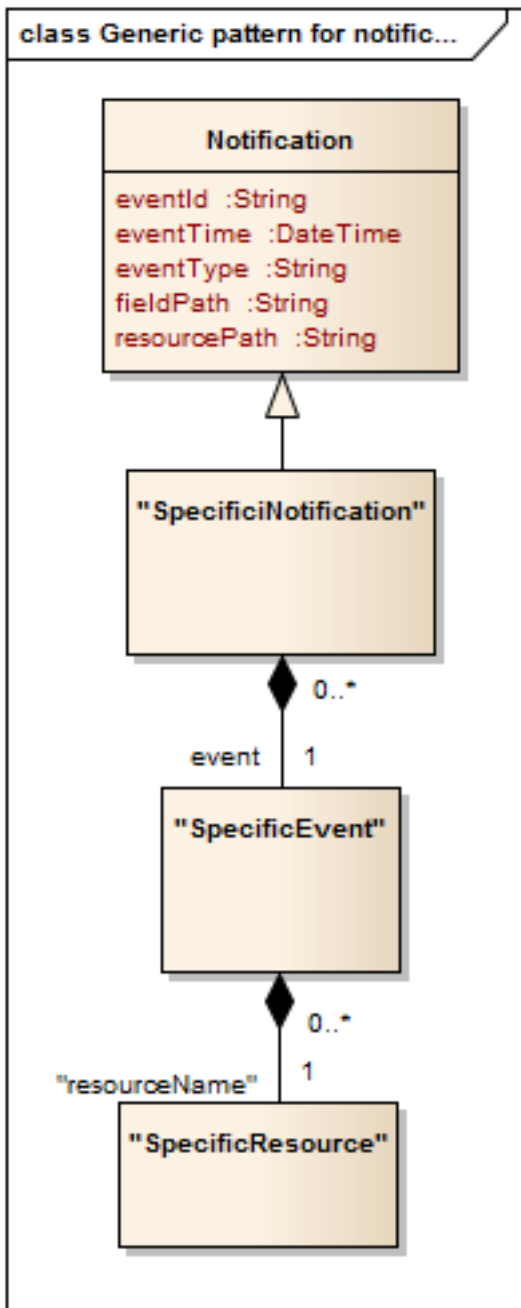 class Generic pattern for notific...
Notification
eventId :String
eventTime :DateTime
eventType :String
fieldPath :String
resourcePath :String
"SpecificiNotification"
0..*
event 1
"SpecificEvent"
0..*
1
"resourceName"
"SpecificResource"